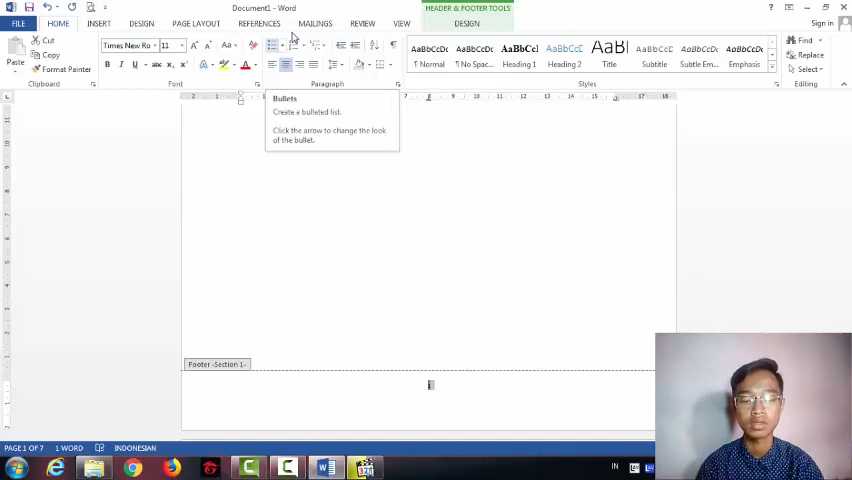 Document1 - Word
HEADER & FOOTER TOOLS
FILE HOME INSERT DESIGN PAGE LAYOUT REFERENCES MAILINGS REVIEW VIEW DESIGN Sign in
Paste
Cut
Copy
Format Painter
Clipboard
Times New Ro 11
Font
Paragraph
AaBbCcDc AaBbCcDc AaBbCcI AaBbCcD AaBl AaBbCcD AaBbCcDc AaBbCcDc
¶ Normal ¶ No Spac... Heading 1 Heading 2 Title Subtitle Subtle Em... Emphasis
Styles
Find
Replace
Select
Editing
Bullets
Create a bulleted list.
Click the arrow to change the look
of the bullet.
Footer -Section 1-
PAGE 1 OF 7 1 WORD INDONESIAN
IN